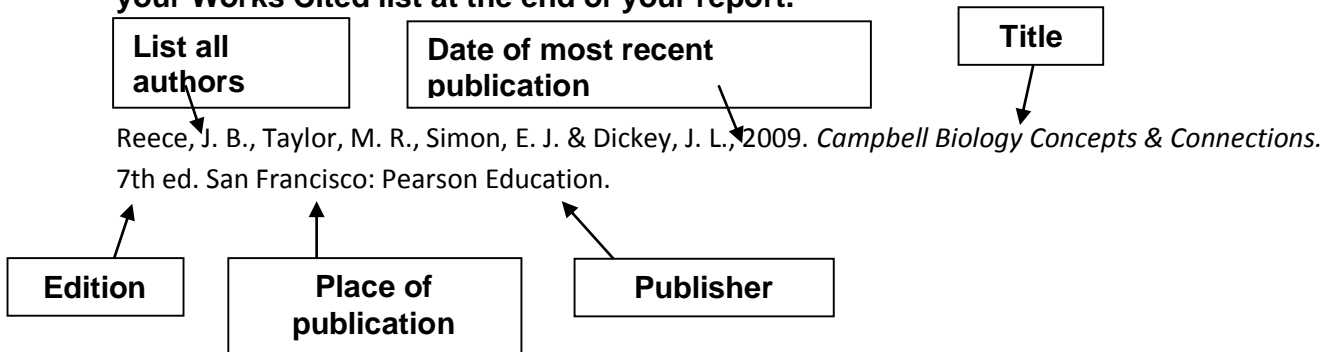 your Works Cited list at the end of your report.
List all
authors
Date of most recent
publication
Title
Reece, J. B., Taylor, M. R., Simon, E. J. & Dickey, J. L., 2009. Campbell Biology Concepts & Connections.
7th ed. San Francisco: Pearson Education.
Edition
Place of
publication
Publisher